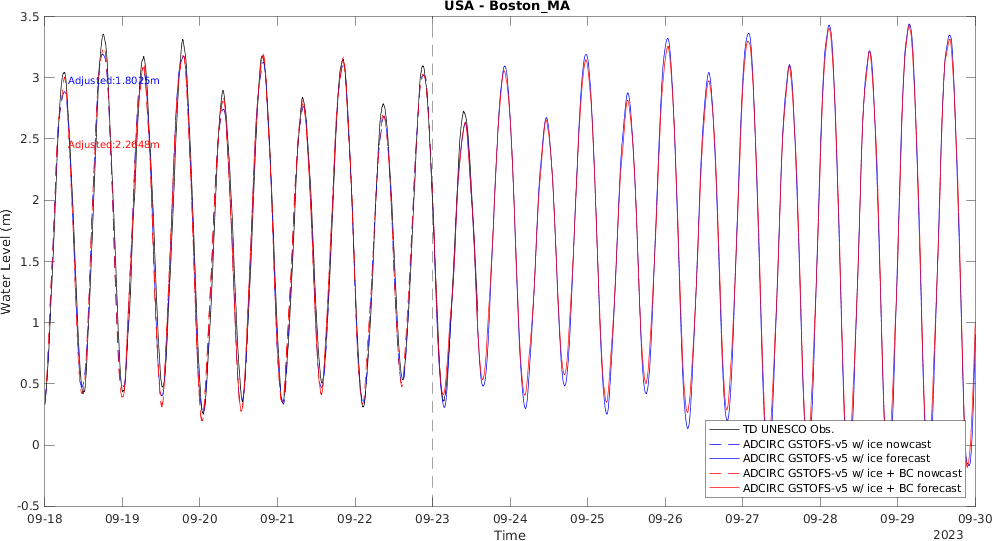 USA - Boston_MA
3.5
3
2.5
2
1.5
1
0.5
0
-0.5
Water Level (m)
Adjusted:1.8025m
Adjusted:2.2648m
TD UNESCO Obs.
ADCIRC GSTOFS-v5 w/ ice nowcast
ADCIRC GSTOFS-v5 w/ ice forecast
ADCIRC GSTOFS-v5 w/ ice + BC nowcast
ADCIRC GSTOFS-v5 w/ ice + BC forecast
09-18 09-19 09-20 09-21 09-22 09-23 09-24 09-25 09-26 09-27 09-28 09-29 09-30
Time
2023